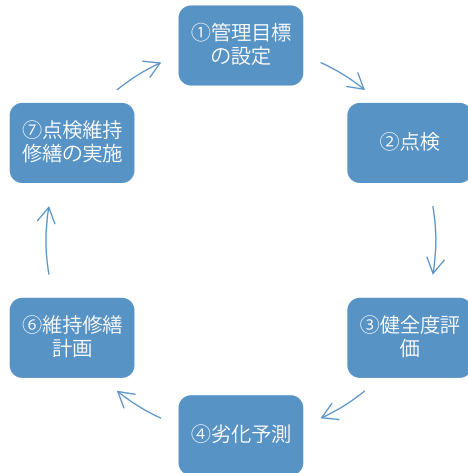 ①管理目標
の設定
②点検
③健全度評
価
④劣化予測
⑥維持修繕
計画
⑦点検維持
修繕の実施